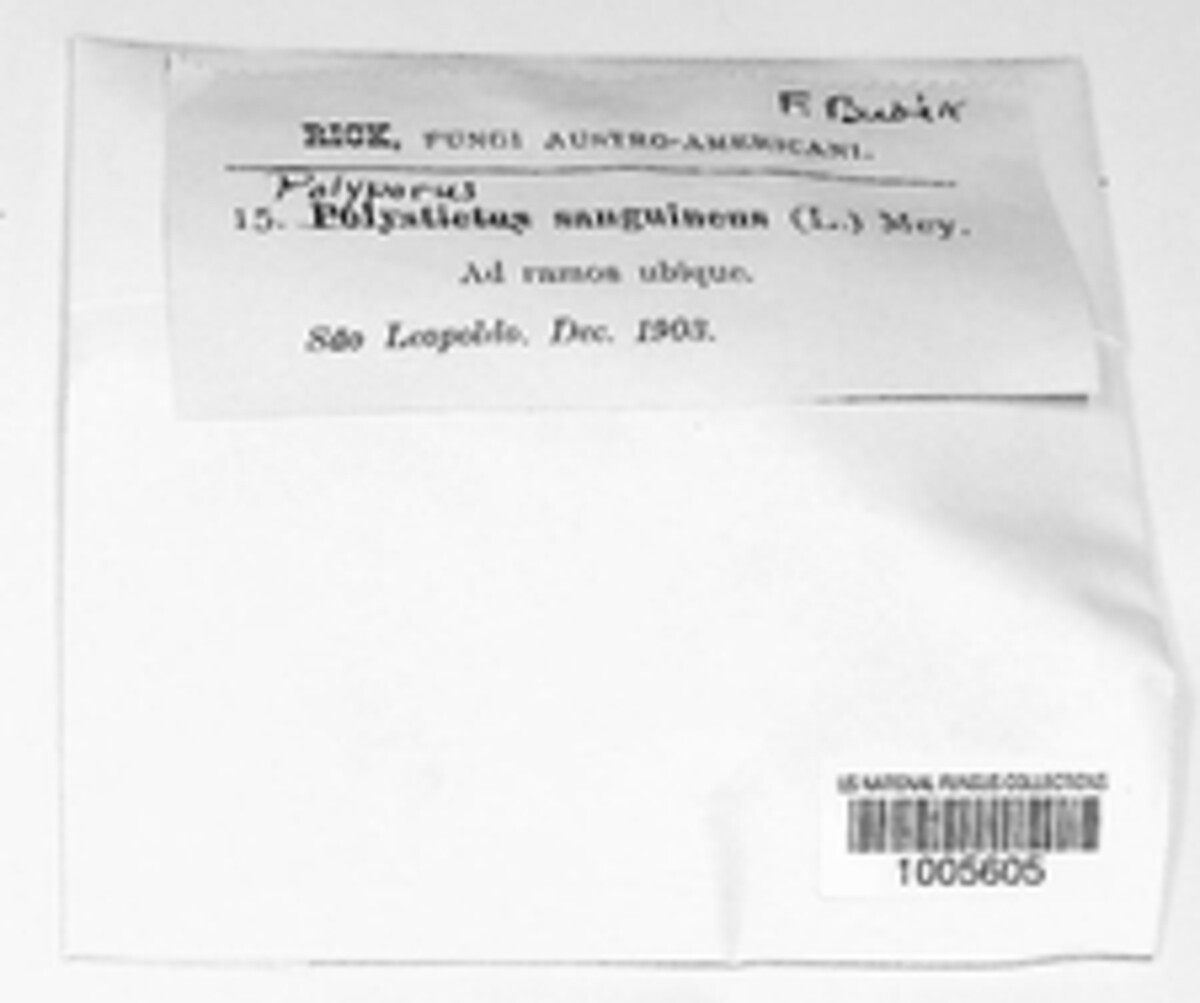 RICK, FUNGI AUSTRO-AMERICANI.
Polyporus
15. Polystictus sanguineus (L.) Mey.
Ad ramos ubique.
São Leopoldo. Dec. 1903.
US NATIONAL FUNGUS COLLECTIONS
1005605